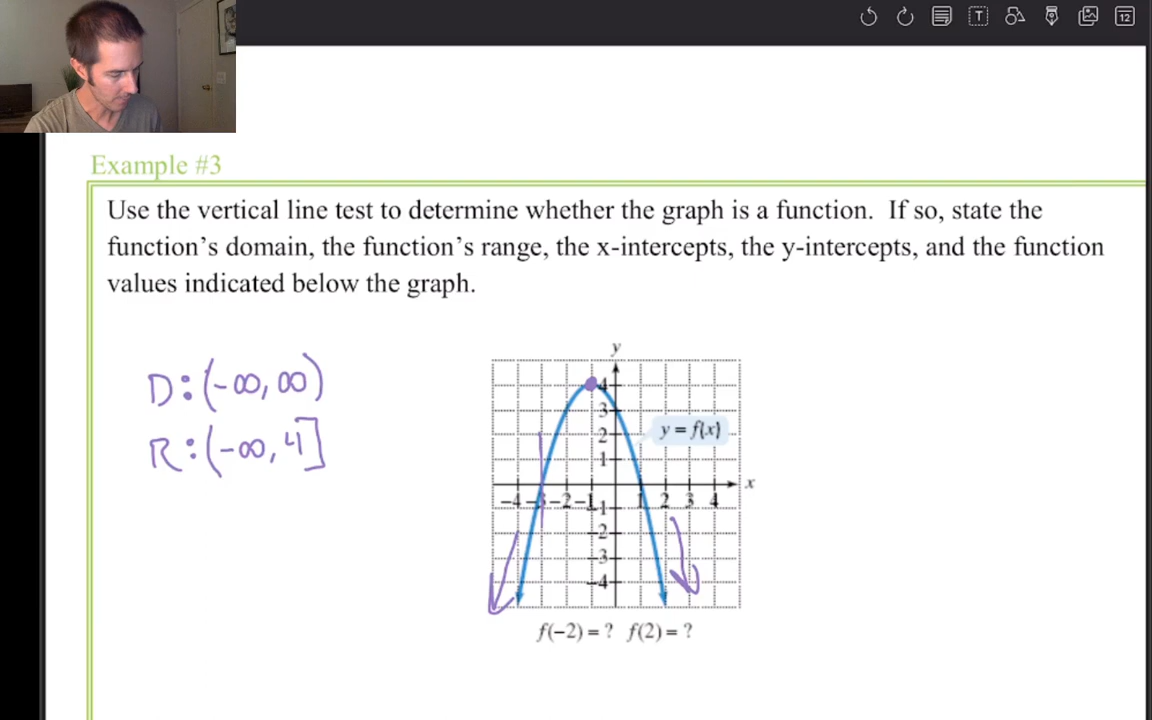 12
Example #3
Use the vertical line test to determine whether the graph is a function. If so, state the
function's domain, the function's range, the x-intercepts, the y-intercepts, and the function
values indicated below the graph.
D:(-∞,∞)
R:(-∞,4]
y
4
3
2
1
y = f(x)
-4 -3 -2 -1 1 2 3 4 x
-1
-2
-3
-4
f(-2) = ? f(2) = ?